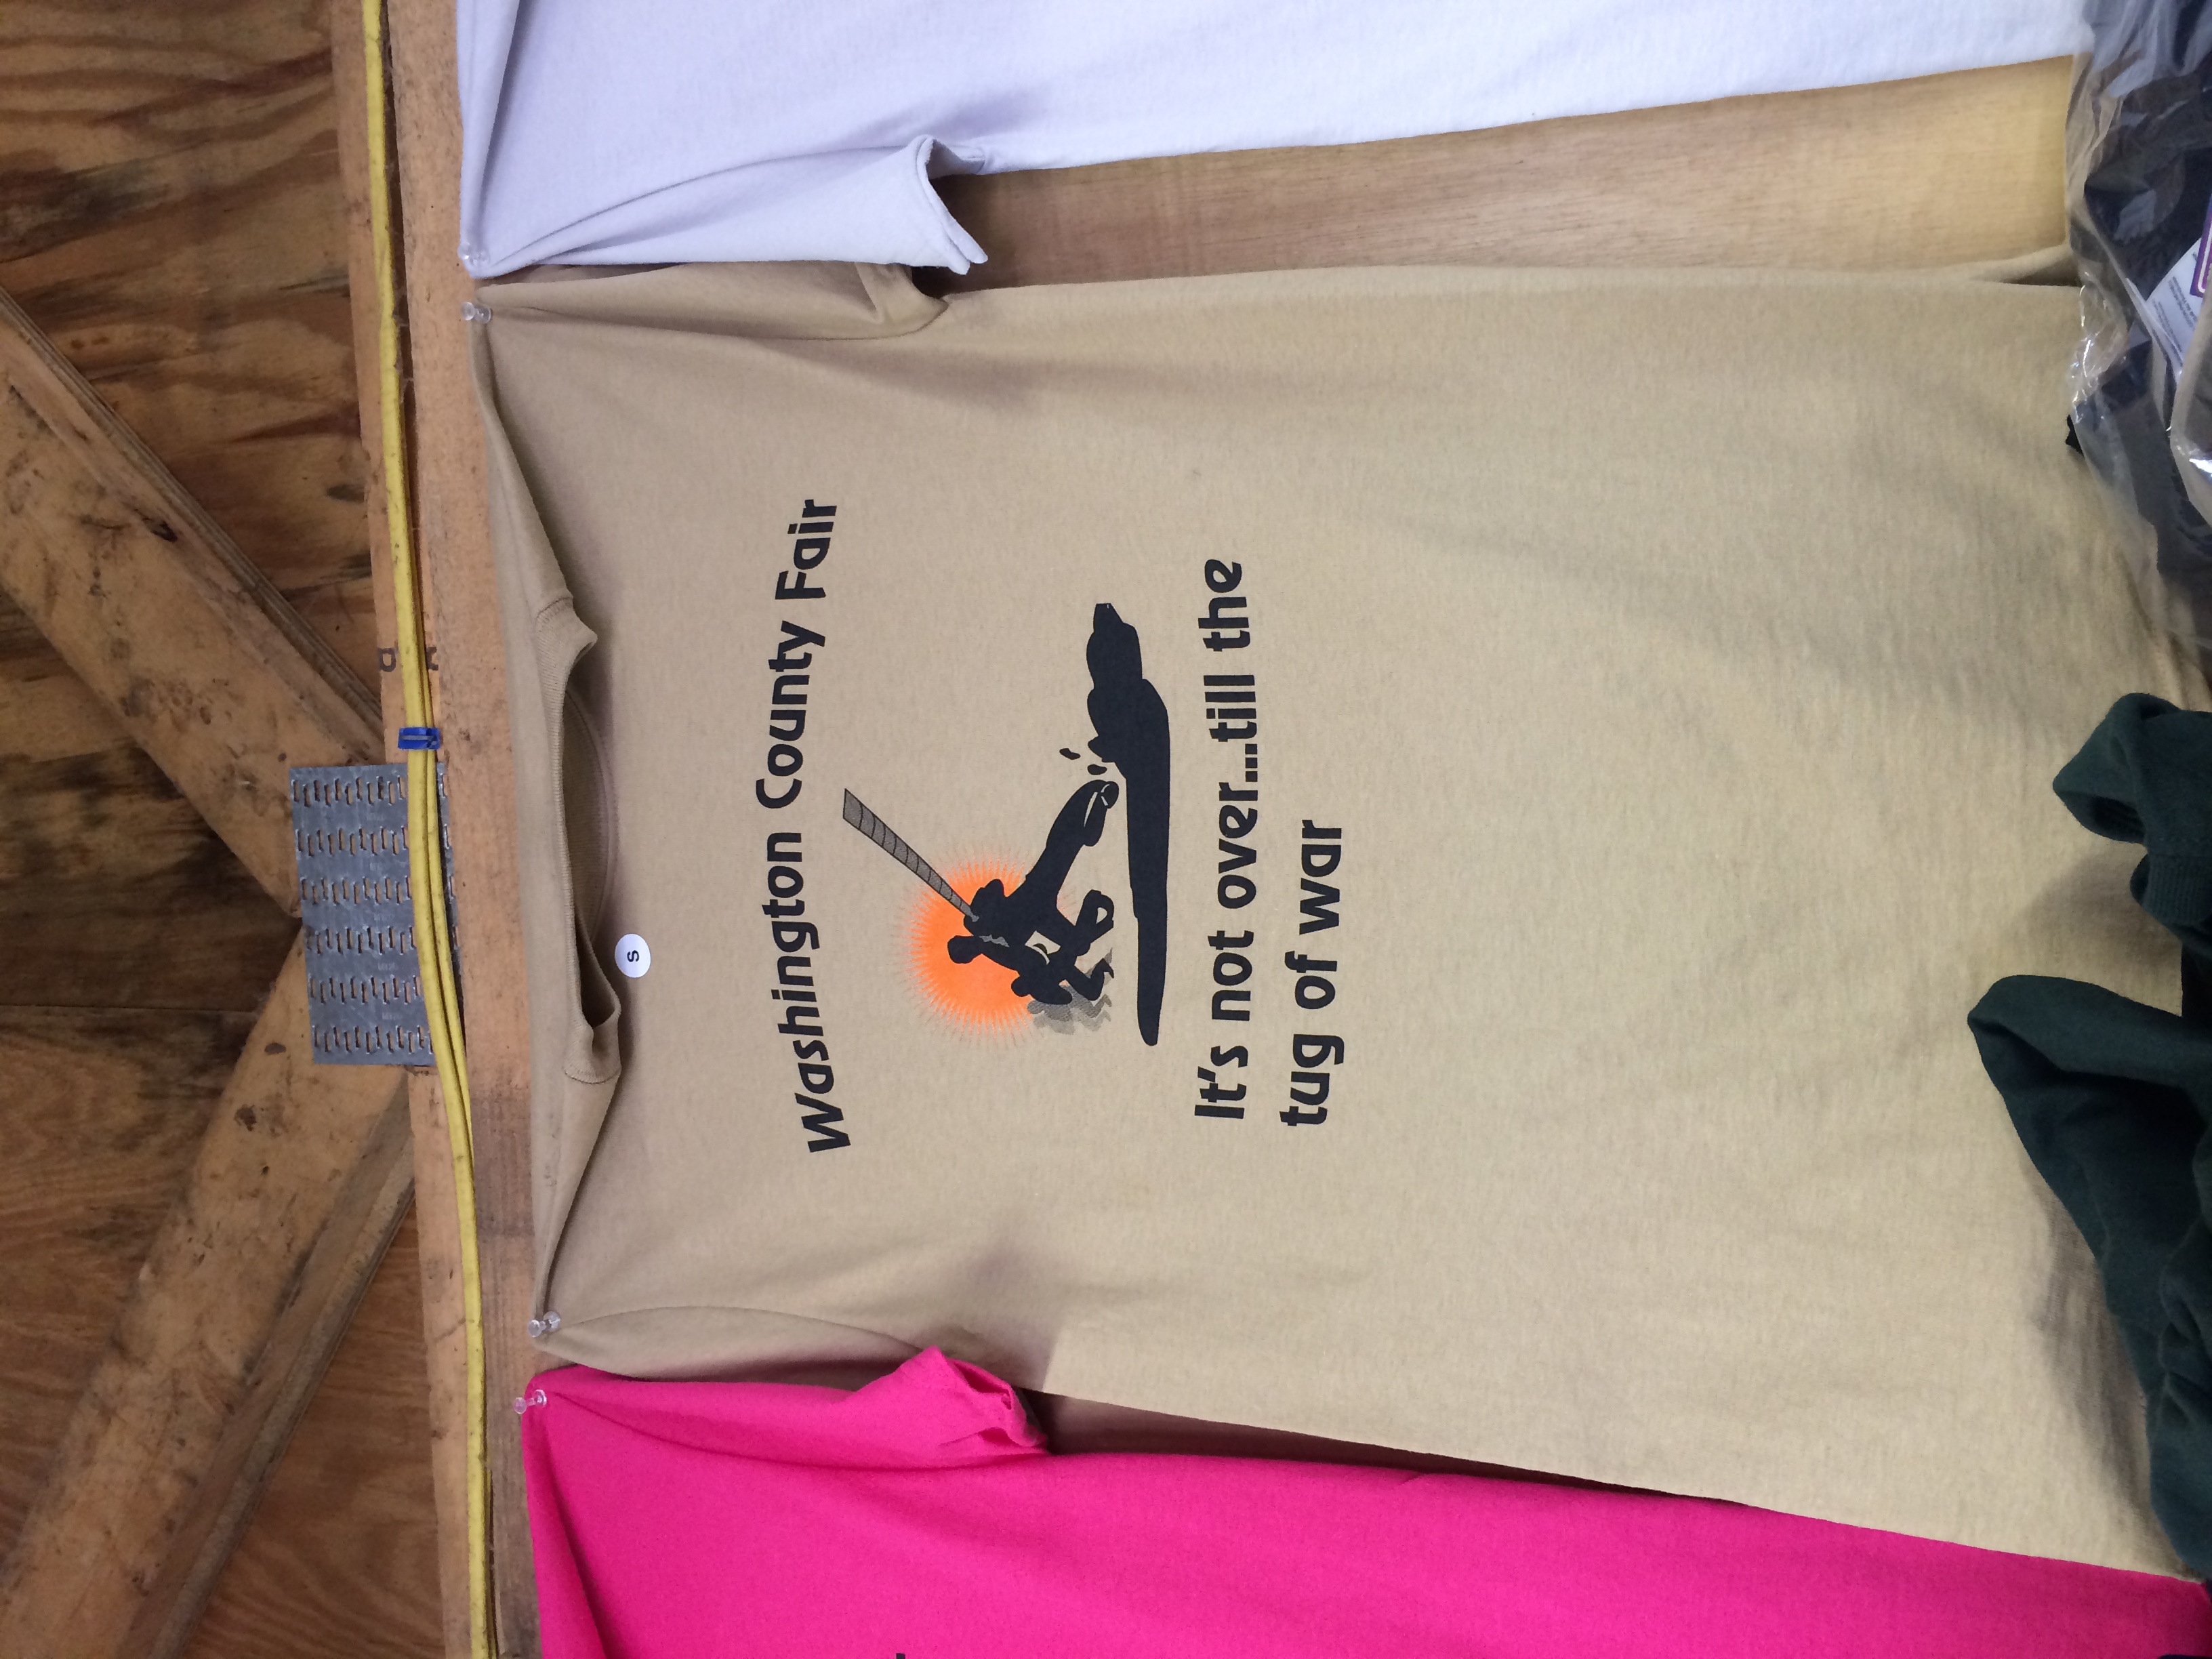 S
Washington County Fair
It's not over...till the
tug of war